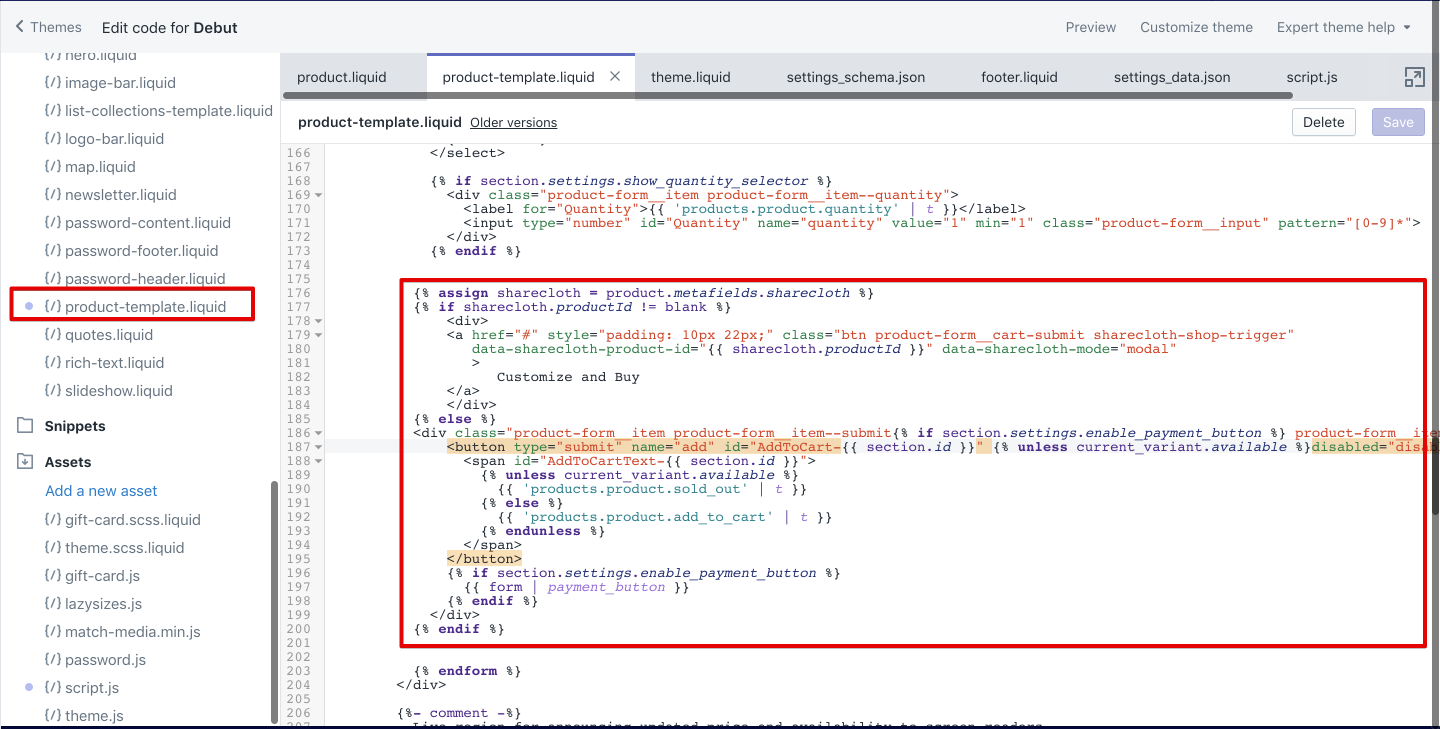 Themes
Edit code for Debut
Preview
Customize theme
Expert theme help
{/} hero.liquid
{/} image-bar.liquid
{/} list-collections-template.liquid
{/} logo-bar.liquid
{/} map.liquid
{/} newsletter.liquid
{/} password-content.liquid
{/} password-footer.liquid
{/} password-header.liquid
{/} product-template.liquid
{/} quotes.liquid
{/} rich-text.liquid
{/} slideshow.liquid
Snippets
Assets
Add a new asset
{/} gift-card.scss.liquid
{/} theme.scss.liquid
{/} gift-card.js
{/} lazysizes.js
{/} match-media.min.js
{/} password.js
{/} script.js
{/} theme.js
product.liquid
product-template.liquid
theme.liquid
settings_schema.json
footer.liquid
settings_data.json
script.js
product-template.liquid Older versions
Delete
Save
166 </select>
167
168 {% if section.settings.show_quantity_selector %}
169 <div class="product-form__item product-form__item--quantity">
170 <label for="Quantity">{{ 'products.product.quantity' | t }}</label>
171 <input type="number" id="Quantity" name="quantity" value="1" min="1" class="product-form__input" pattern="[0-9]*">
172 </div>
173 {% endif %}
174
175
176 {% assign sharecloth = product.metafields.sharecloth %}
177 {% if sharecloth.productId != blank %}
178 <div>
179 <a href="#" style="padding: 10px 22px;" class="btn product-form__cart-submit sharecloth-shop-trigger"
180 data-sharecloth-product-id="{{ sharecloth.productId }}" data-sharecloth-mode="modal"
181 >
182 Customize and Buy
183 </a>
184 </div>
185 {% else %}
186 <div class="product-form__item product-form__item--submit{% if section.settings.enable_payment_button %} product-form__ite
187 <button type="submit" name="add" id="AddToCart-{{ section.id }}" {% unless current_variant.available %}disabled="disab
188 <span id="AddToCartText-{{ section.id }}">
189 {% unless current_variant.available %}
190 {{ 'products.product.sold_out' | t }}
191 {% else %}
192 {{ 'products.product.add_to_cart' | t }}
193 {% endunless %}
194 </span>
195 </button>
196 {% if section.settings.enable_payment_button %}
197 {{ form | payment_button }}
198 {% endif %}
199 </div>
200 {% endif %}
201
202
203 {% endform %}
204 </div>
205
206 {%- comment -%}
207 Live region for announcing updated price and availability to screen readers